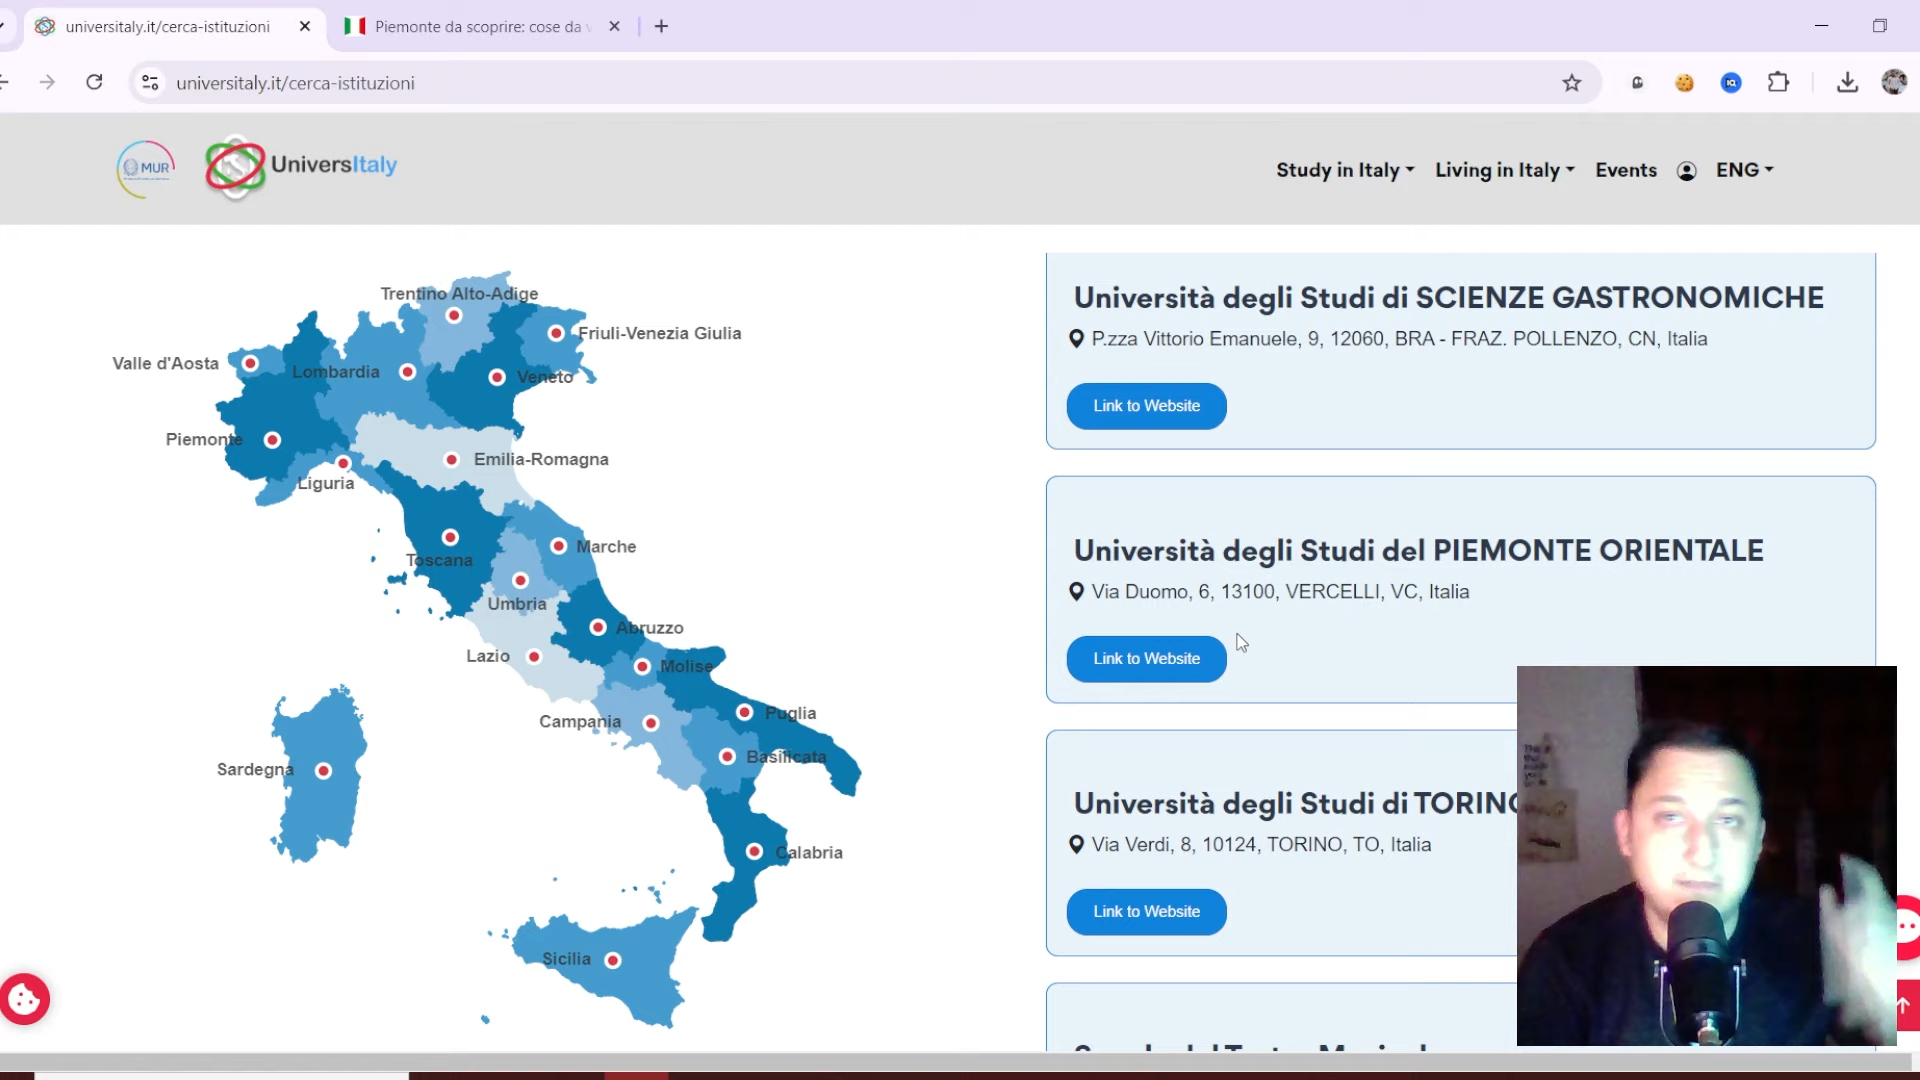 universitaly.it/cerca-istituzioni
Piemonte da scoprire: cose da
universitaly.it/cerca-istituzioni
MUR
UniversItaly
Study in Italy
Living in Italy
Events
ENG
Trentino Alto-Adige
Friuli-Venezia Giulia
Valle d'Aosta
Lombardia
Veneto
Piemonte
Emilia-Romagna
Liguria
Marche
Toscana
Umbria
Abruzzo
Lazio
Molise
Campania
Puglia
Basilicata
Sardegna
Calabria
Sicilia
Università degli Studi di SCIENZE GASTRONOMICHE
P.zza Vittorio Emanuele, 9, 12060, BRA - FRAZ. POLLENZO, CN, Italia
Link to Website
Università degli Studi del PIEMONTE ORIENTALE
Via Duomo, 6, 13100, VERCELLI, VC, Italia
Link to Website
Università degli Studi di TORINO
Via Verdi, 8, 10124, TORINO, TO, Italia
Link to Website